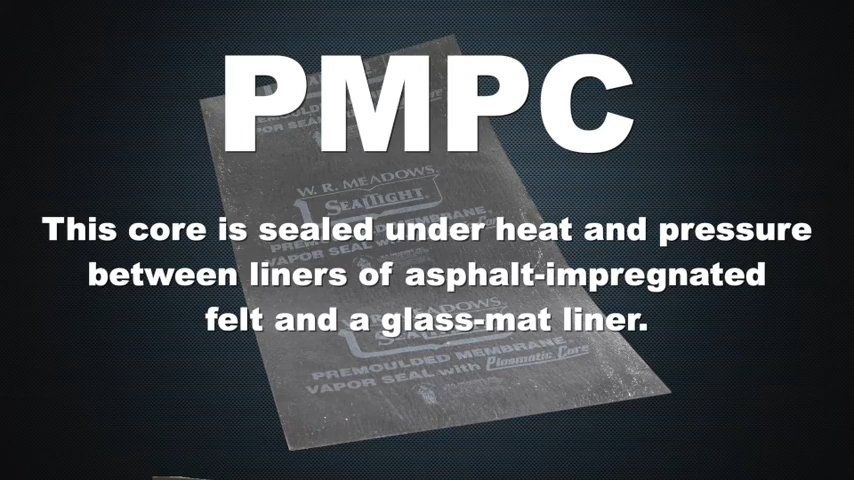 PMPC
W. R. MEADOWS
SEALTIGHT
This core is sealed under heat and pressure
between liners of asphalt-impregnated
felt and a glass-mat liner.
PREMOULDED MEMBRANE
VAPOR SEAL with Plasmatic Core